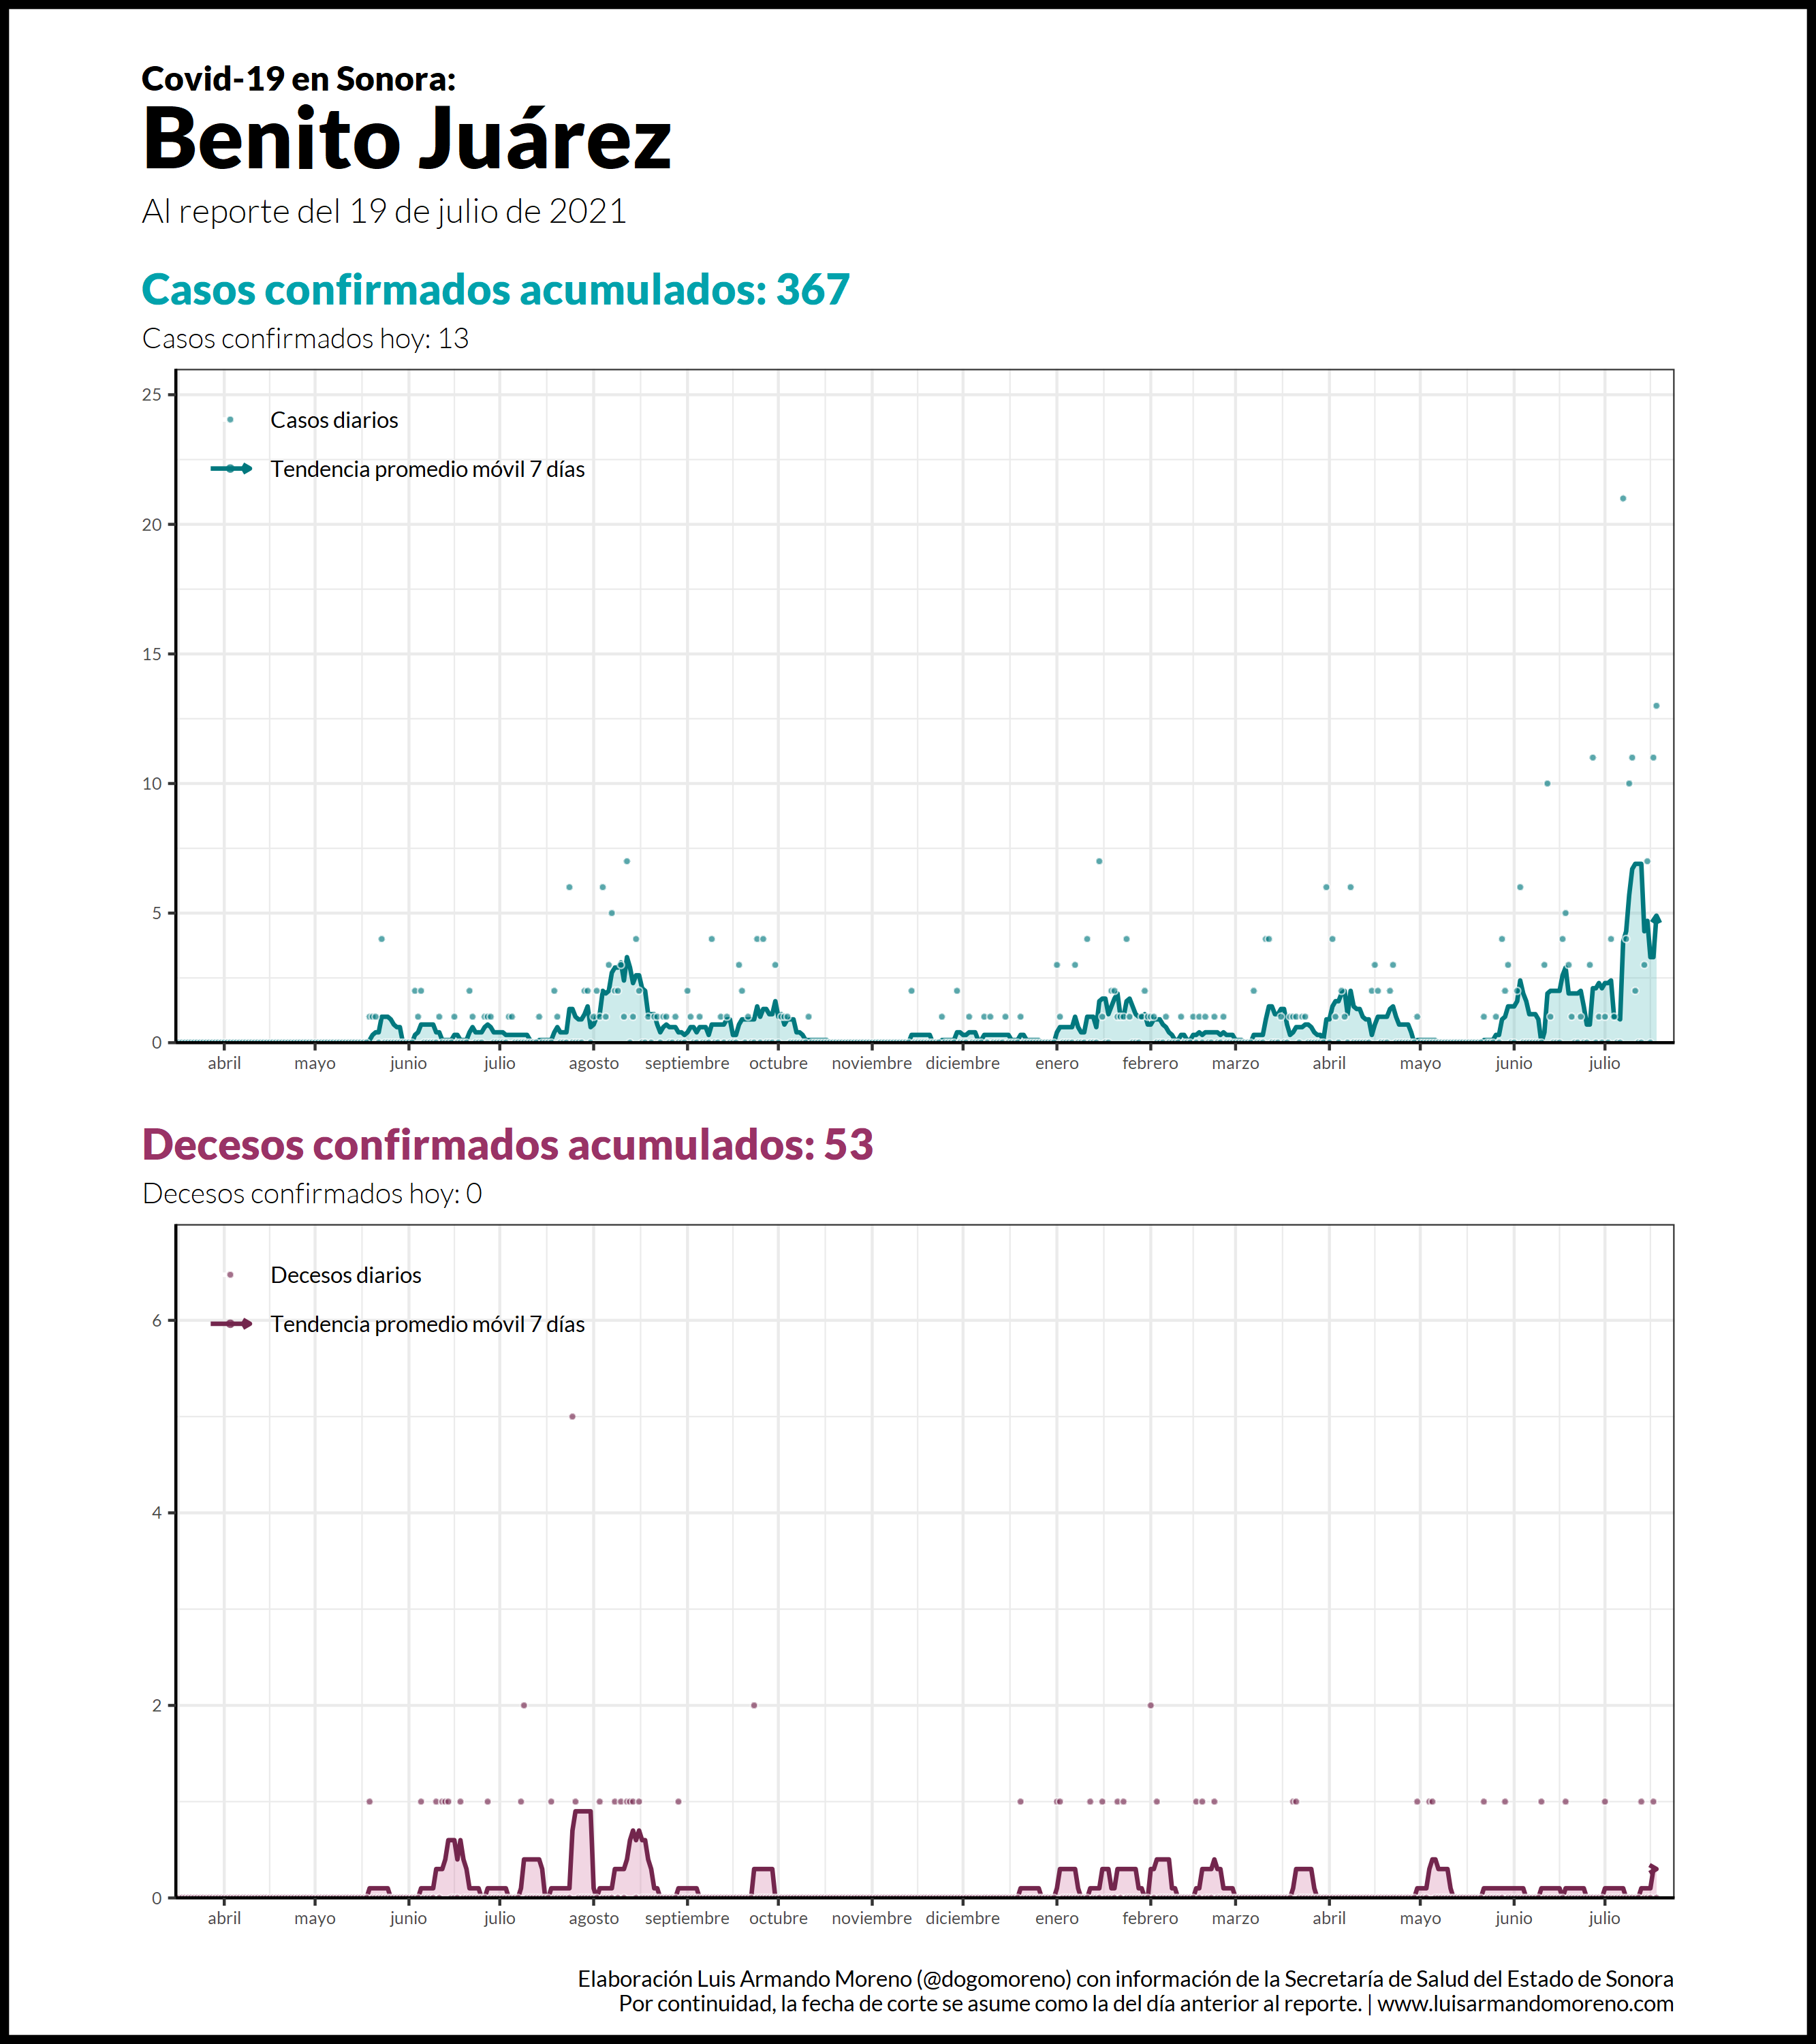 Covid-19 en Sonora:
Benito Juárez
Al reporte del 19 de julio de 2021
Casos confirmados acumulados: 367
Casos confirmados hoy: 13
25
Casos diarios
Tendencia promedio móvil 7 días
20
15
10
5
0
abril mayo junio julio agosto septiembre octubre noviembre diciembre enero febrero marzo abril mayo junio julio
Decesos confirmados acumulados: 53
Decesos confirmados hoy: 0
Decesos diarios
6 Tendencia promedio móvil 7 días
4
2
0
abril mayo junio julio agosto septiembre octubre noviembre diciembre enero febrero marzo abril mayo junio julio
Elaboración Luis Armando Moreno (@dogomoreno) con información de la Secretaría de Salud del Estado de Sonora
Por continuidad, la fecha de corte se asume como la del día anterior al reporte. | www.luisarmandomoreno.com